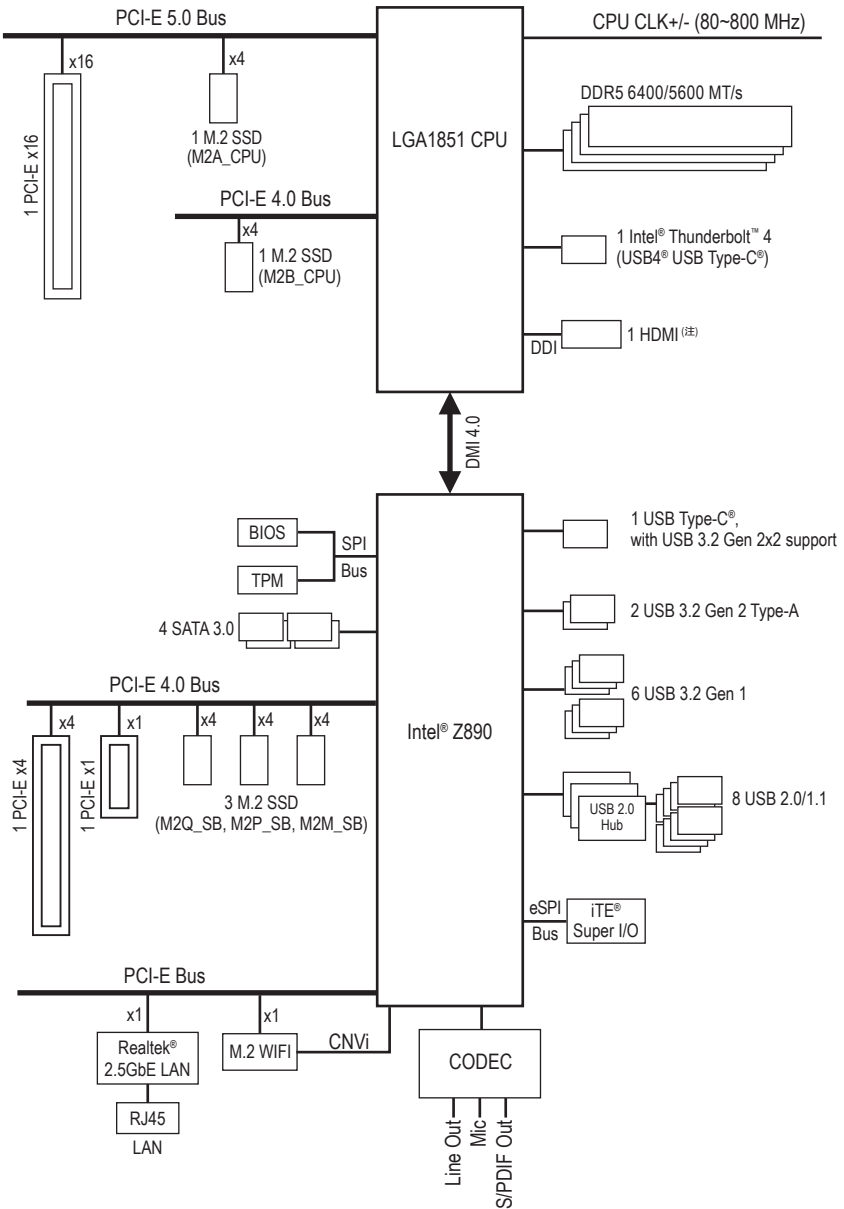 PCI-E 5.0 Bus
CPU CLK+/- (80~800 MHz)
x16
x4
1 PCI-E x16
1 M.2 SSD
(M2A_CPU)
LGA1851 CPU
DDR5 6400/5600 MT/s
PCI-E 4.0 Bus
x4
1 M.2 SSD
(M2B_CPU)
1 Intel® Thunderbolt™ 4
(USB4® USB Type-C®)
DDI
1 HDMI (注)
DMI 4.0
BIOS
TPM
SPI
Bus
1 USB Type-C®,
with USB 3.2 Gen 2x2 support
4 SATA 3.0
2 USB 3.2 Gen 2 Type-A
PCI-E 4.0 Bus
x4
x1
x4
x4
x4
1 PCI-E x4
1 PCI-E x1
3 M.2 SSD
(M2Q_SB, M2P_SB, M2M_SB)
Intel® Z890
6 USB 3.2 Gen 1
USB 2.0
Hub
8 USB 2.0/1.1
eSPI
Bus
iTE®
Super I/O
PCI-E Bus
x1
x1
Realtek®
2.5GbE LAN
M.2 WIFI
CNVi
RJ45
LAN
CODEC
Line Out
Mic
S/PDIF Out